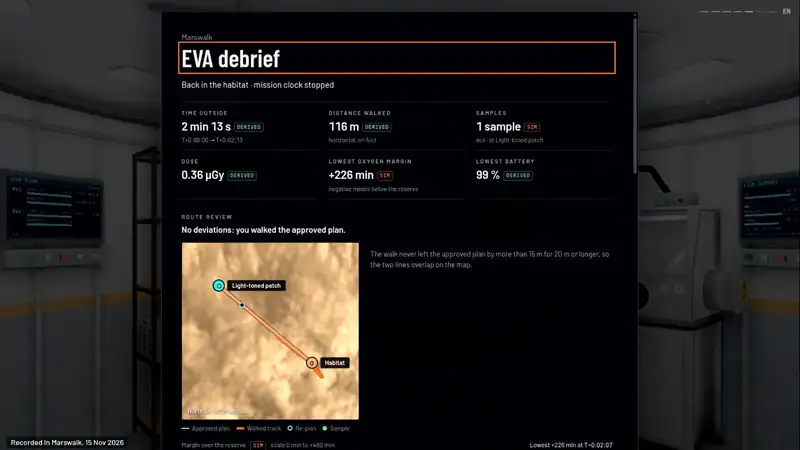 EN
Marswalk
EVA debrief
Back in the habitat · mission clock stopped
TIME OUTSIDE
2 min 13 s DERIVED
T+0:00:00 → T+0:02:13
DISTANCE WALKED
116 m DERIVED
horizontal, on foot
SAMPLES
1 sample SIM
soil · at Light-toned patch
DOSE
0.36 µGy DERIVED
LOWEST OXYGEN MARGIN
+226 min SIM
negative means below the reserve
LOWEST BATTERY
99 % DERIVED
ROUTE REVIEW
No deviations: you walked the approved plan.
The walk never left the approved plan by more than 15 m for 20 m or longer, so
the two lines overlap on the map.
Light-toned patch
Habitat
Approved plan
Walked track
Re-plan
Sample
Margin over the reserve SIM scale 0 min to +480 min
Lowest +226 min at T+0:02:07
Recorded in Marswalk. 15 Nov 2026